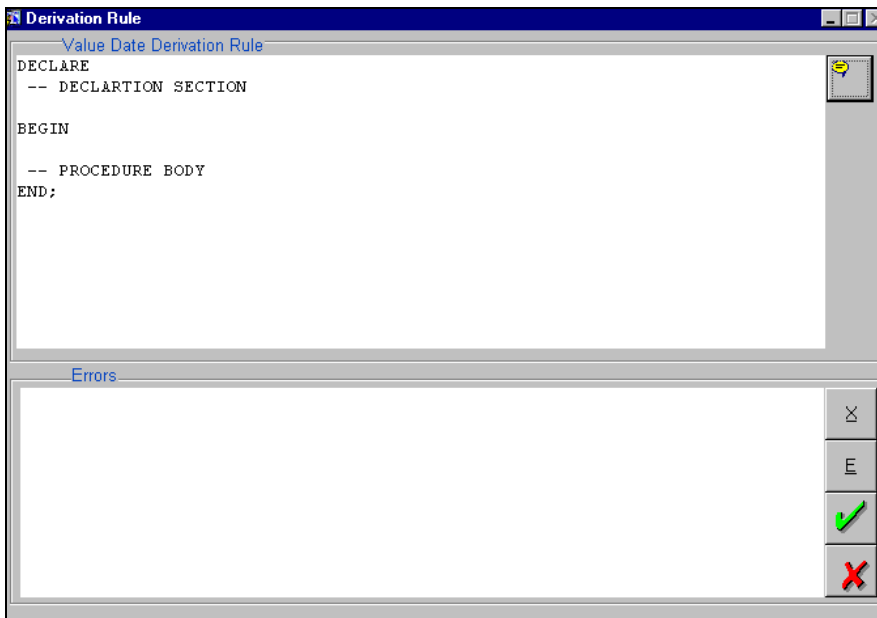 Derivation Rule
Value Date Derivation Rule
DECLARE
-- DECLARTION SECTION
BEGIN
-- PROCEDURE BODY
END;
Errors
X
E